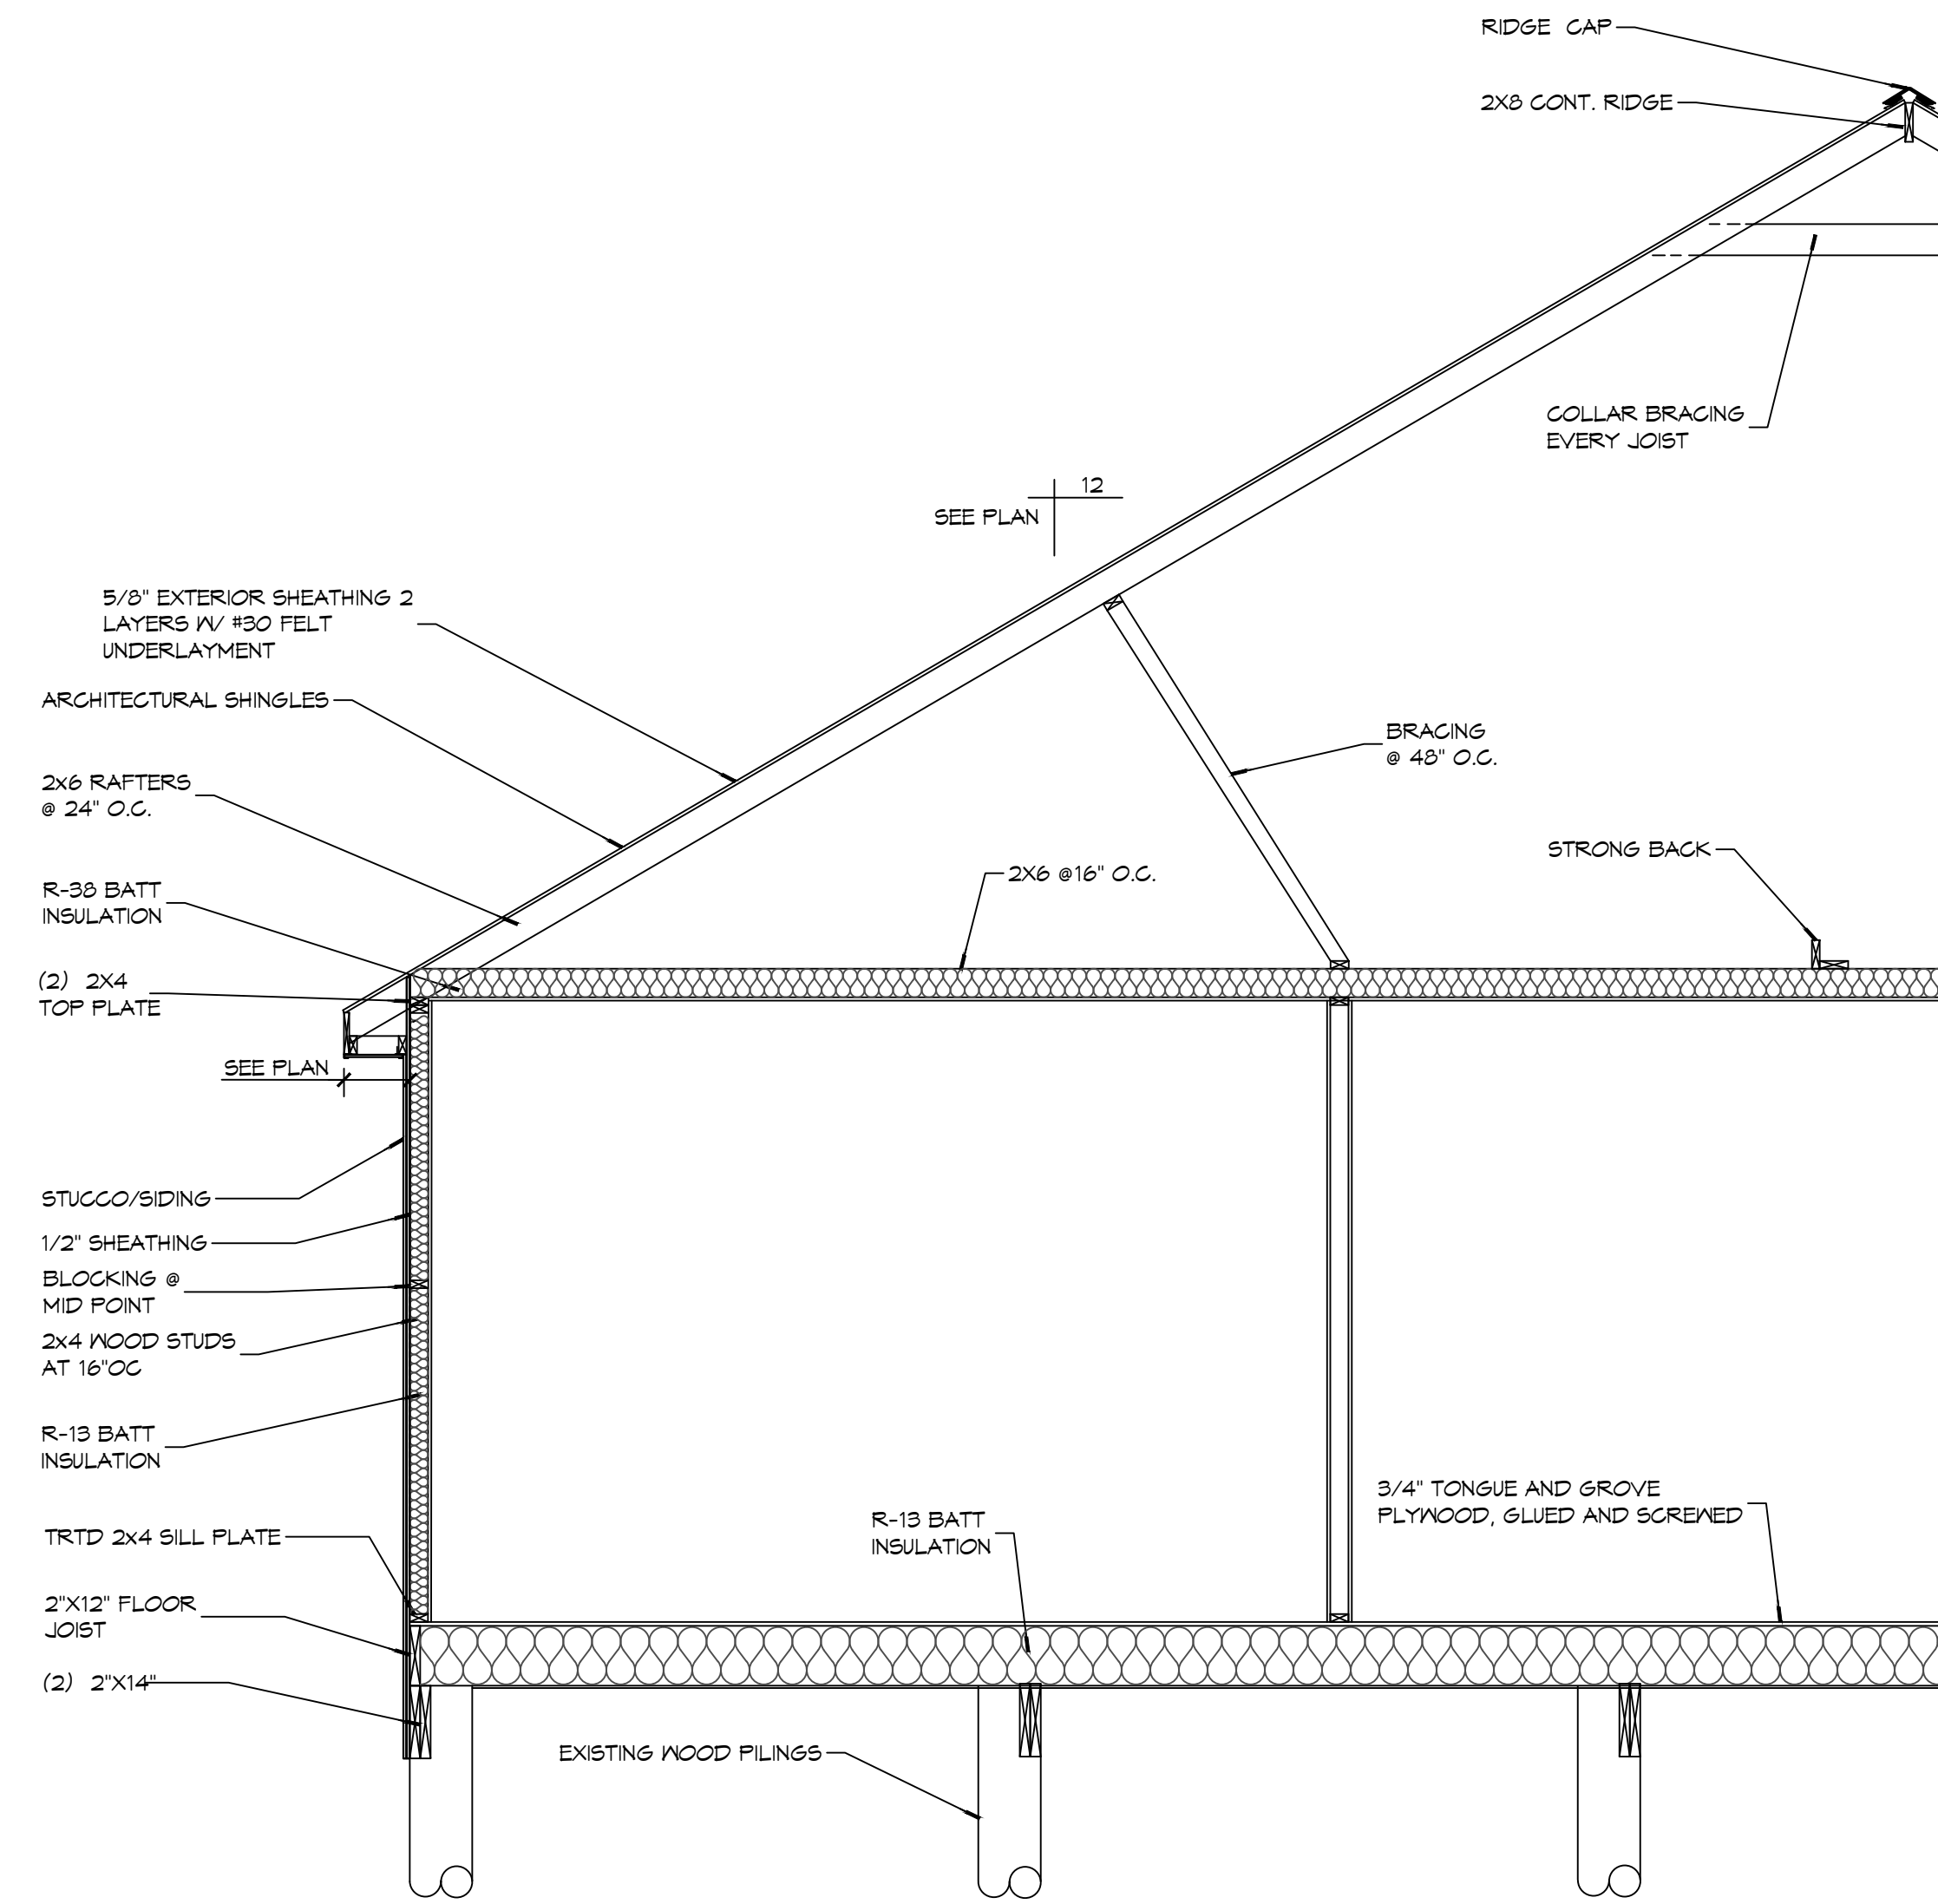 RIDGE CAP
2X8 CONT. RIDGE
COLLAR BRACING
EVERY JOIST
12
SEE PLAN
5/8" EXTERIOR SHEATHING 2
LAYERS W/ #30 FELT
UNDERLAYMENT
ARCHITECTURAL SHINGLES
2x6 RAFTERS
@ 24" O.C.
R-38 BATT
INSULATION
(2) 2X4
TOP PLATE
SEE PLAN
BRACING
@ 48" O.C.
2X6 @16" O.C.
STRONG BACK
STUCCO/SIDING
1/2" SHEATHING
BLOCKING @
MID POINT
2x4 WOOD STUDS
AT 16"OC
R-13 BATT
INSULATION
TRTD 2x4 SILL PLATE
2"X12" FLOOR
JOIST
(2) 2"X14"
R-13 BATT
INSULATION
3/4" TONGUE AND GROVE
PLYWOOD, GLUED AND SCREWED
EXISTING WOOD PILINGS